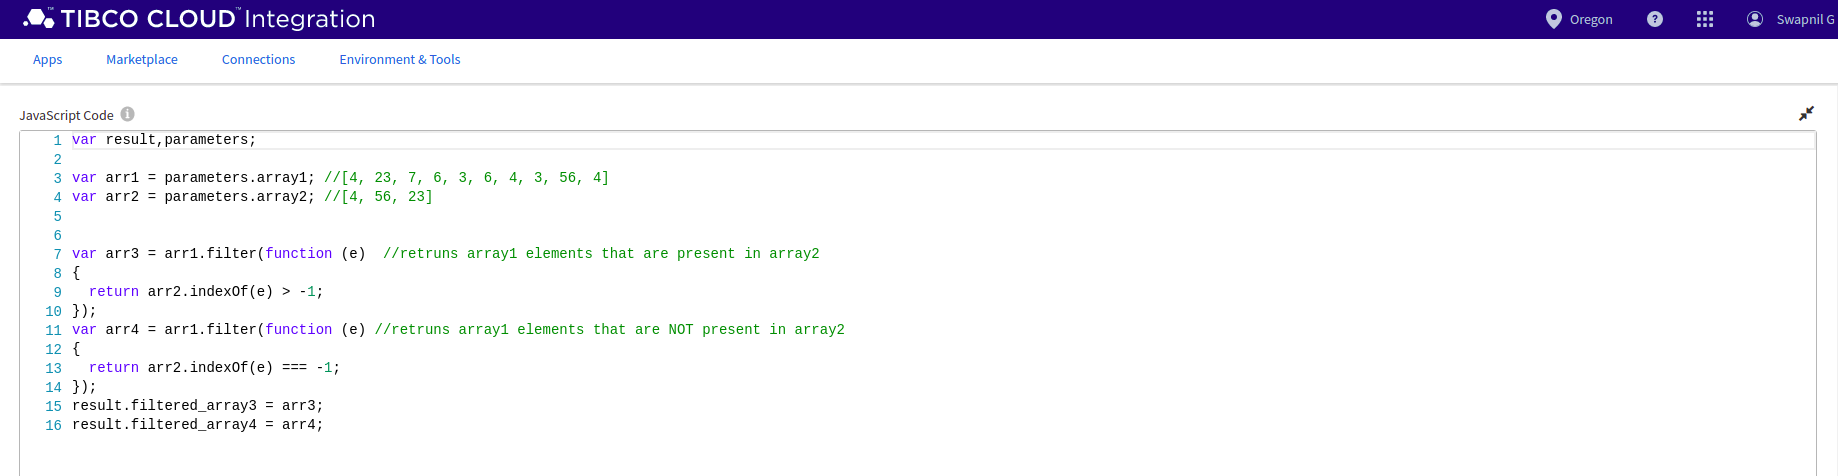 TIBCO CLOUD™ Integration
Oregon
?
Swapnil G
Apps
Marketplace
Connections
Environment & Tools
JavaScript Code i
1 var result,parameters;
2
3 var arr1 = parameters.array1; //[4, 23, 7, 6, 3, 6, 4, 3, 56, 4]
4 var arr2 = parameters.array2; //[4, 56, 23]
5
6
7 var arr3 = arr1.filter(function (e)  //retruns array1 elements that are present in array2
8 {
9   return arr2.indexOf(e) > -1;
10 });
11 var arr4 = arr1.filter(function (e) //retruns array1 elements that are NOT present in array2
12 {
13   return arr2.indexOf(e) === -1;
14 });
15 result.filtered_array3 = arr3;
16 result.filtered_array4 = arr4;